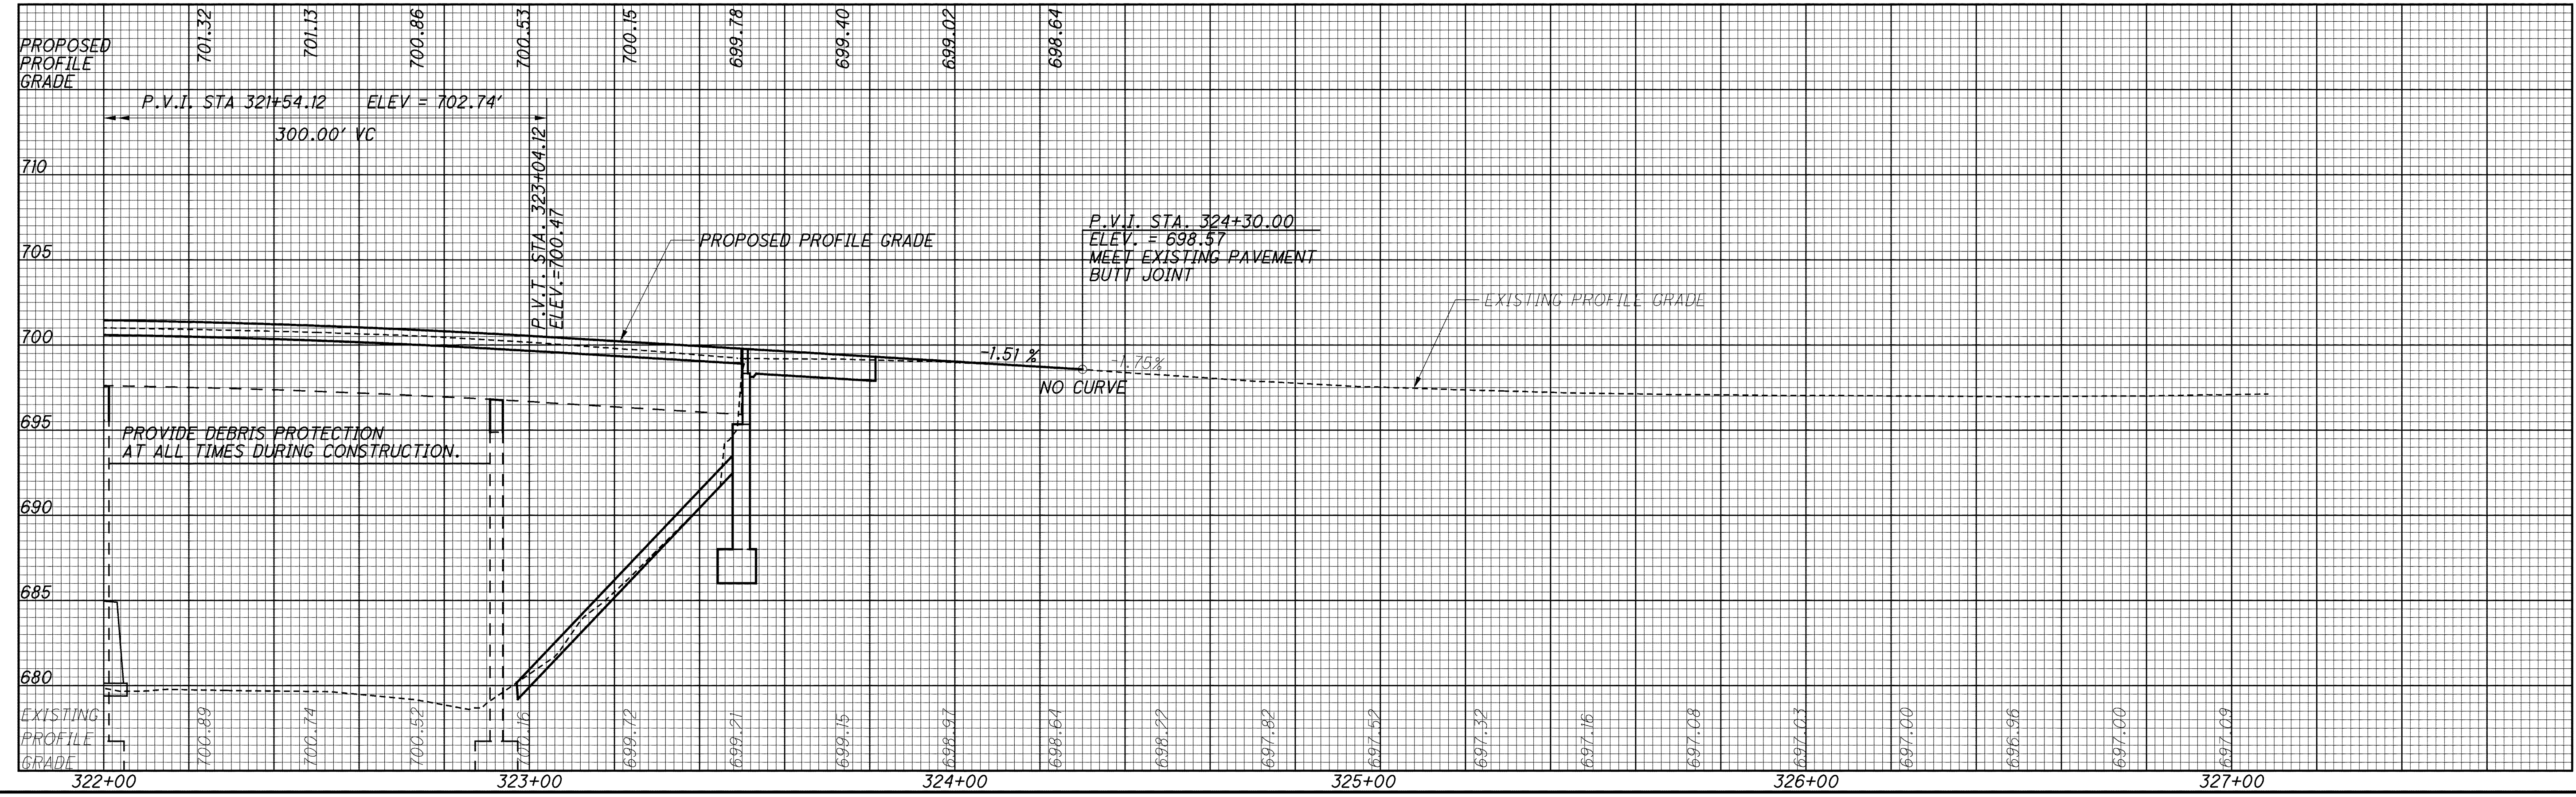 PROPOSED
PROFILE
GRADE
701.32
701.13
700.86
700.53
700.15
699.78
699.40
699.02
698.64
P.V.I. STA 321+54.12 ELEV = 702.74'
300.00' VC
P.V.T. STA. 323+04.12
ELEV.=700.47
710
705
700
695
690
685
680
PROPOSED PROFILE GRADE
P.V.I. STA. 324+30.00
ELEV. = 698.57
MEET EXISTING PAVEMENT
BUTT JOINT
EXISTING PROFILE GRADE
-1.51 %
-1.75%
NO CURVE
PROVIDE DEBRIS PROTECTION
AT ALL TIMES DURING CONSTRUCTION.
EXISTING
PROFILE
GRADE
700.89
700.74
700.52
700.16
699.72
699.21
699.15
698.97
698.64
698.22
697.82
697.52
697.32
697.16
697.08
697.03
697.00
696.96
697.00
697.09
322+00
323+00
324+00
325+00
326+00
327+00